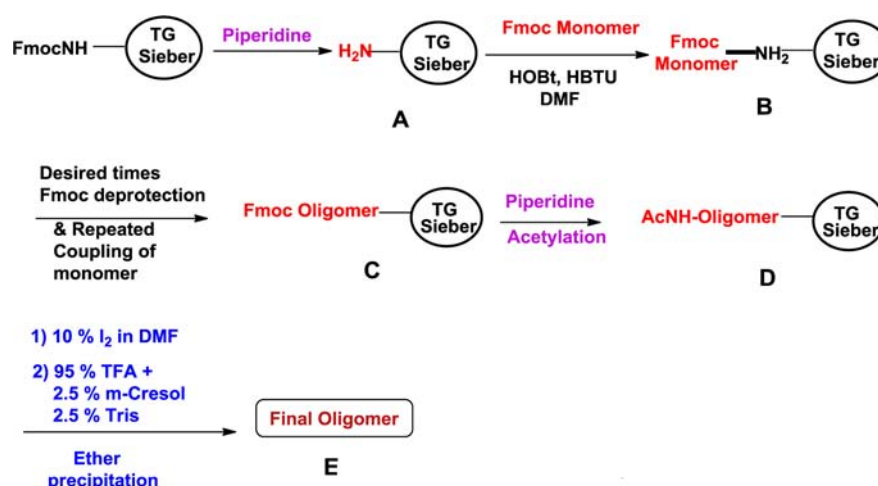 FmocNH
TG
Sieber
Piperidine
H₂N
TG
Sieber
A
Fmoc Monomer
HOBt, HBTU
DMF
Fmoc
Monomer
NH₂
TG
Sieber
B
Desired times
Fmoc deprotection
& Repeated
Coupling of
monomer
Fmoc Oligomer
TG
Sieber
C
Piperidine
Acetylation
AcNH-Oligomer
TG
Sieber
D
1) 10 % I₂ in DMF
2) 95 % TFA +
2.5 % m-Cresol
2.5 % Tris
Ether
precipitation
Final Oligomer
E